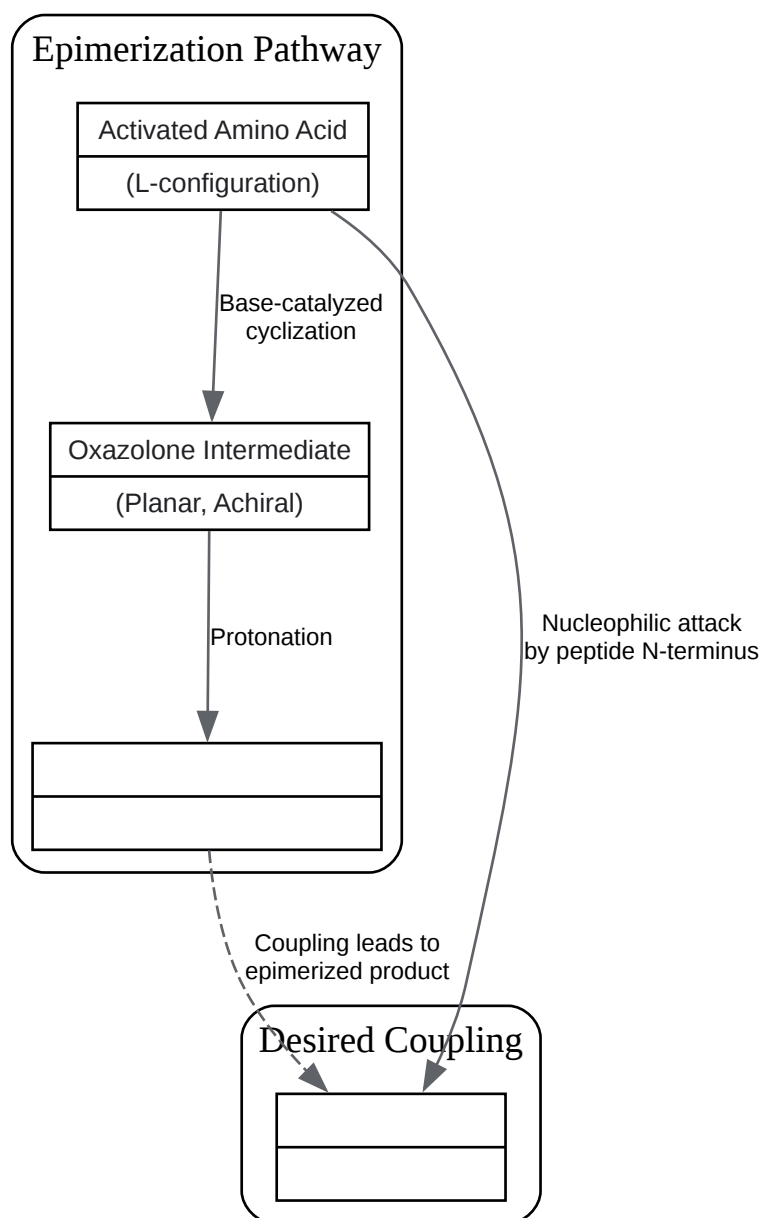 Epimerization Pathway
Activated Amino Acid
(L-configuration)
Base-catalyzed
cyclization
Oxazolone Intermediate
(Planar, Achiral)
Protonation
Nucleophilic attack
by peptide N-terminus
Coupling leads to
epimerized product
Desired Coupling